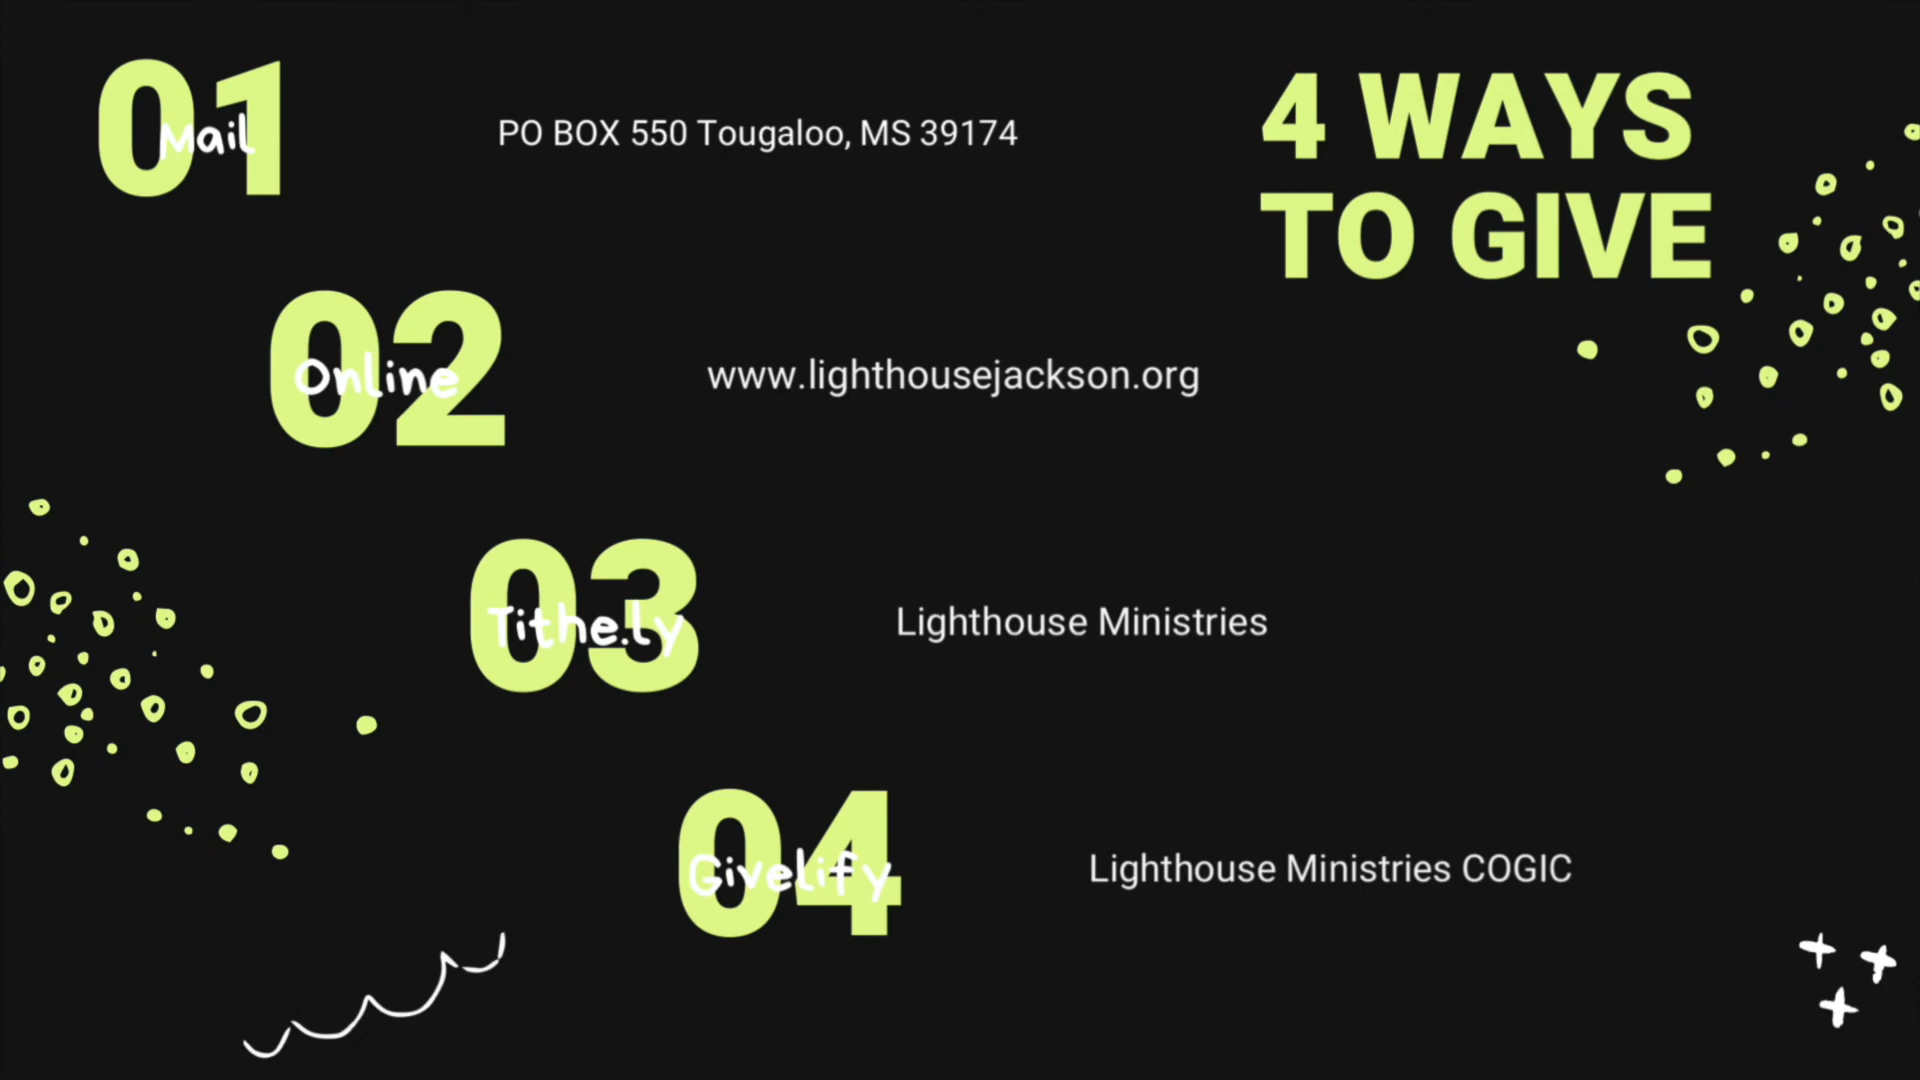 4 WAYS
TO GIVE
01
Mail
PO BOX 550 Tougaloo, MS 39174
02
Online
www.lighthousejackson.org
03
Tithe.ly
Lighthouse Ministries
04
Givelify
Lighthouse Ministries COGIC